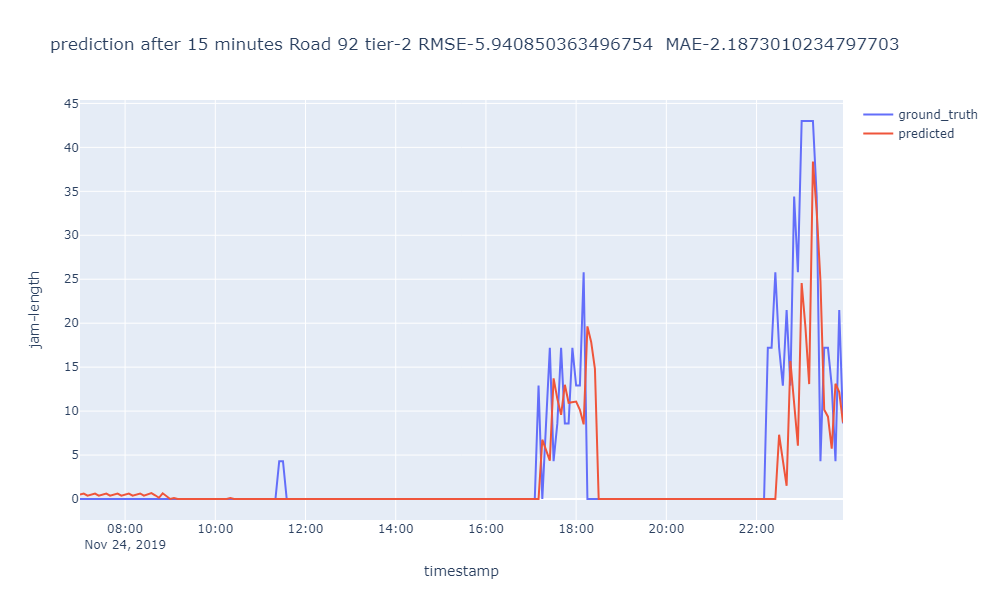 prediction after 15 minutes Road 92 tier-2 RMSE-5.940850363496754  MAE-2.1873010234797703
ground_truth
predicted
45
40
35
30
25
20
15
10
5
0
jam-length
08:00 10:00 12:00 14:00 16:00 18:00 20:00 22:00
Nov 24, 2019
timestamp